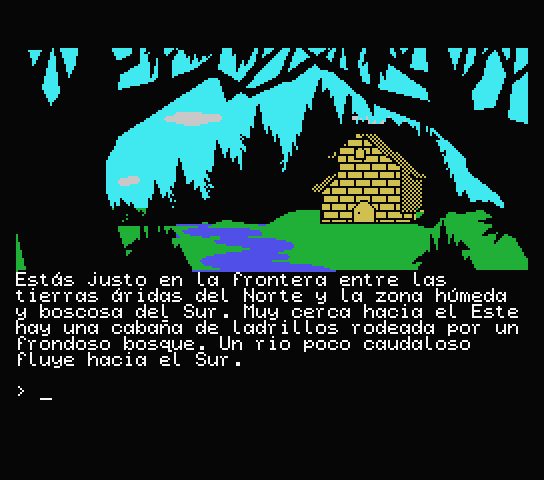 Estás justo en la frontera entre las
tierras áridas del Norte y la zona húmeda
y boscosa del Sur. Muy cerca hacia el Este
hay una cabaña de ladrillos rodeada por un
frondoso bosque. Un rio poco caudaloso
fluye hacia el Sur.
> _